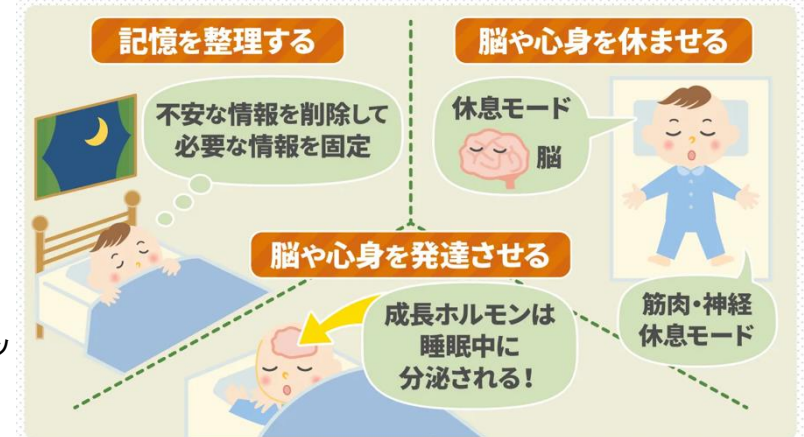 記憶を整理する
不安な情報を削除して
必要な情報を固定
脳や心身を休ませる
休息モード
脳
筋肉・神経
休息モード
脳や心身を発達させる
成長ホルモンは
睡眠中に
分泌される!